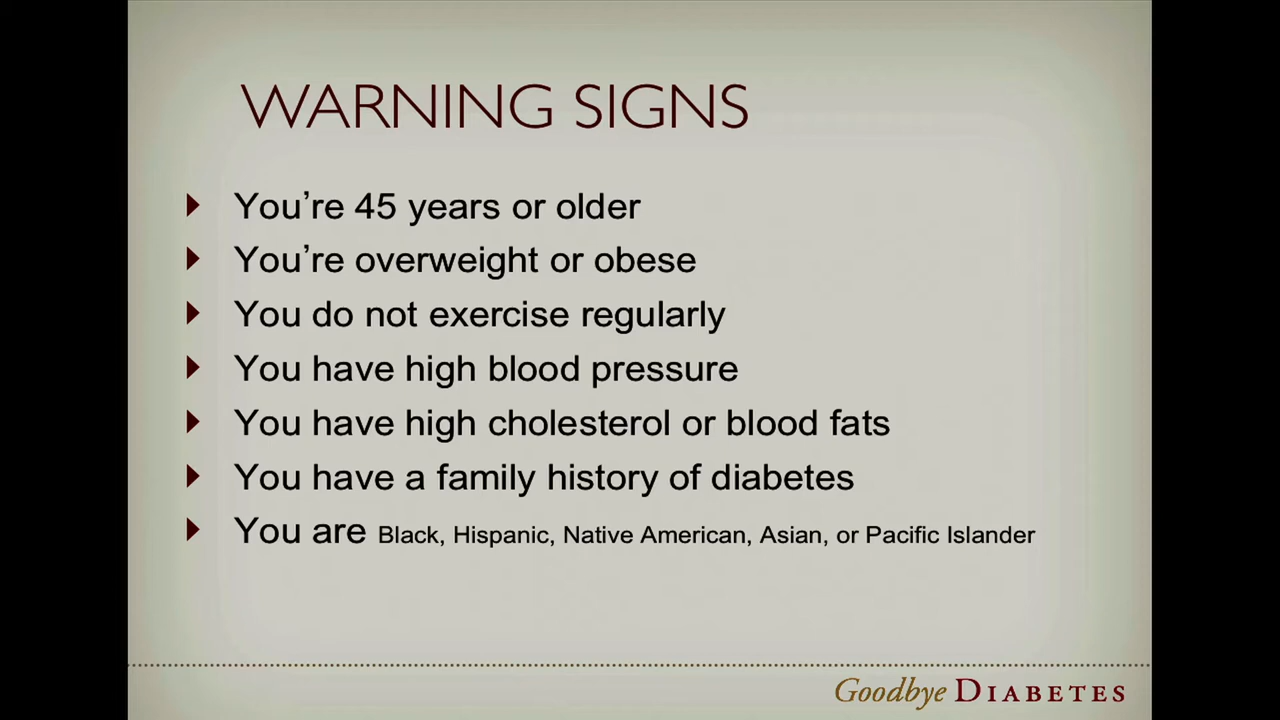 WARNING SIGNS
You’re 45 years or older
You’re overweight or obese
You do not exercise regularly
You have high blood pressure
You have high cholesterol or blood fats
You have a family history of diabetes
You are Black, Hispanic, Native American, Asian, or Pacific Islander
Goodbye DIABETES